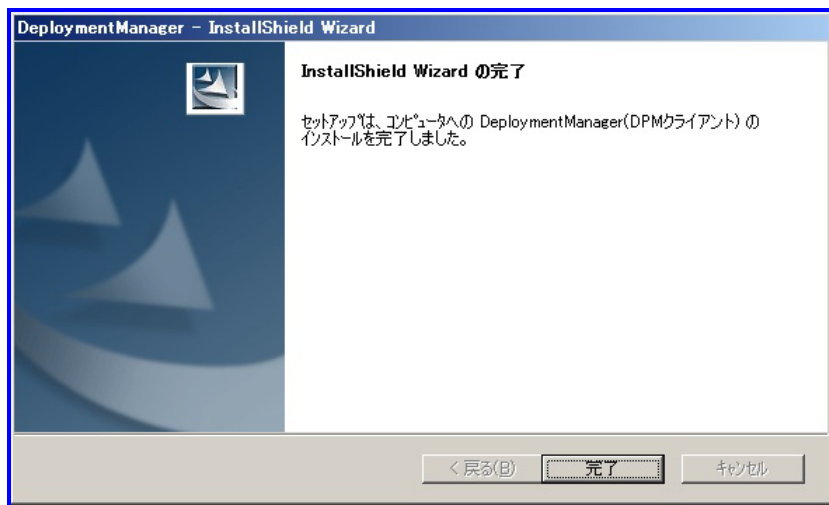 DeploymentManager - InstallShield Wizard
InstallShield Wizard の完了
セットアップは、コンピュータへの DeploymentManager(DPMクライアント) の
インストールを完了しました。
< 戻る(B)
完了
キャンセル